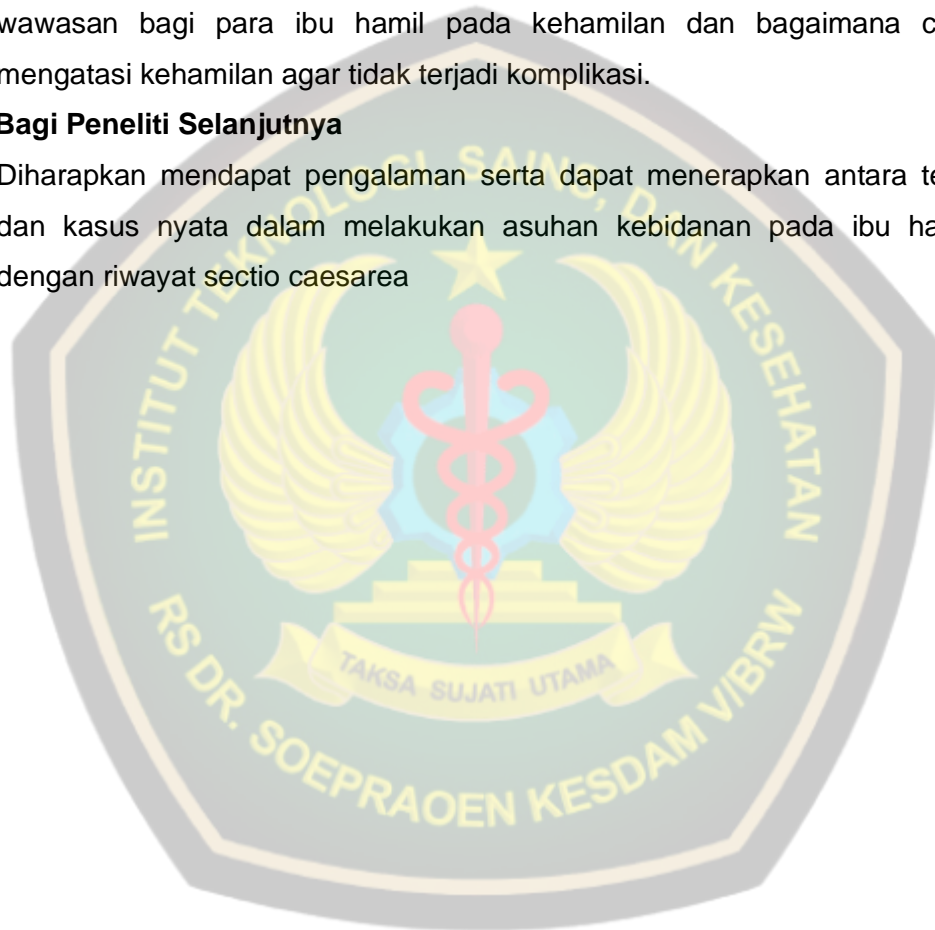 wawasan bagi para ibu hamil pada kehamilan dan bagaimana c
mengatasi kehamilan agar tidak terjadi komplikasi.
Bagi Peneliti Selanjutnya
Diharapkan mendapat pengalaman serta dapat menerapkan antara te
dan kasus nyata dalam melakukan asuhan kebidanan pada ibu ha
dengan riwayat sectio caesarea
INSTITUT TEKNOLOGI, SAINS, DAN KESEHATAN
TAKSA SUJATI UTAMA
RS DR. SOEPRAOEN KESDAM V/BRW